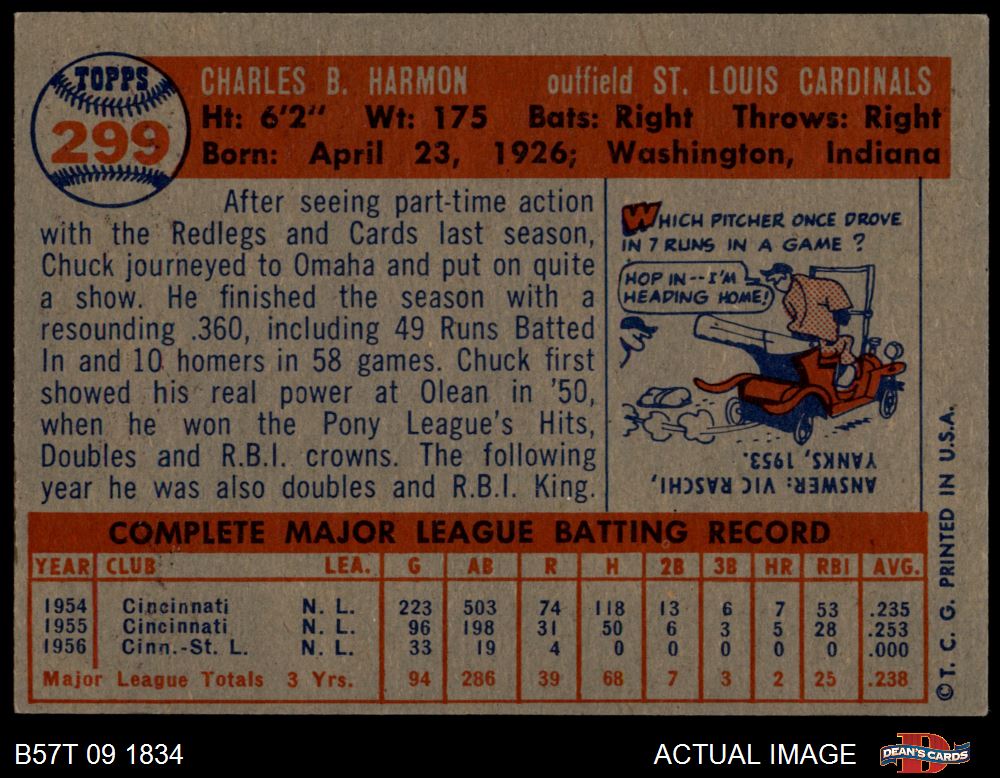 TOPPS
299
CHARLES B. HARMON outfield ST. LOUIS CARDINALS
Ht: 6'2" Wt: 175 Bats: Right Throws: Right
Born: April 23, 1926; Washington, Indiana
After seeing part-time action
with the Redlegs and Cards last season,
Chuck journeyed to Omaha and put on quite
a show. He finished the season with a
resounding .360, including 49 Runs Batted
In and 10 homers in 58 games. Chuck first
showed his real power at Olean in '50,
when he won the Pony League's Hits,
Doubles and R.B.I. crowns. The following
year he was also doubles and R.B.I. King.
WHICH PITCHER ONCE DROVE
IN 7 RUNS IN A GAME ?
HOP IN--I'M
HEADING HOME!
ANSWER: VIC RASCHI,
YANKS, 1953.
COMPLETE MAJOR LEAGUE BATTING RECORD
YEAR CLUB LEA. G AB R H 2B 3B HR RBI AVG.
1954 Cincinnati N. L. 223 503 74 118 13 6 7 53 .235
1955 Cincinnati N. L. 96 198 31 50 6 3 5 28 .253
1956 Cinn.-St. L. N. L. 33 19 4 0 0 0 0 0 .000
Major League Totals 3 Yrs. 94 286 39 68 7 3 2 25 .238
©T. C. G. PRINTED IN U.S.A.
B57T 09 1834
ACTUAL IMAGE
DEAN'S CARDS